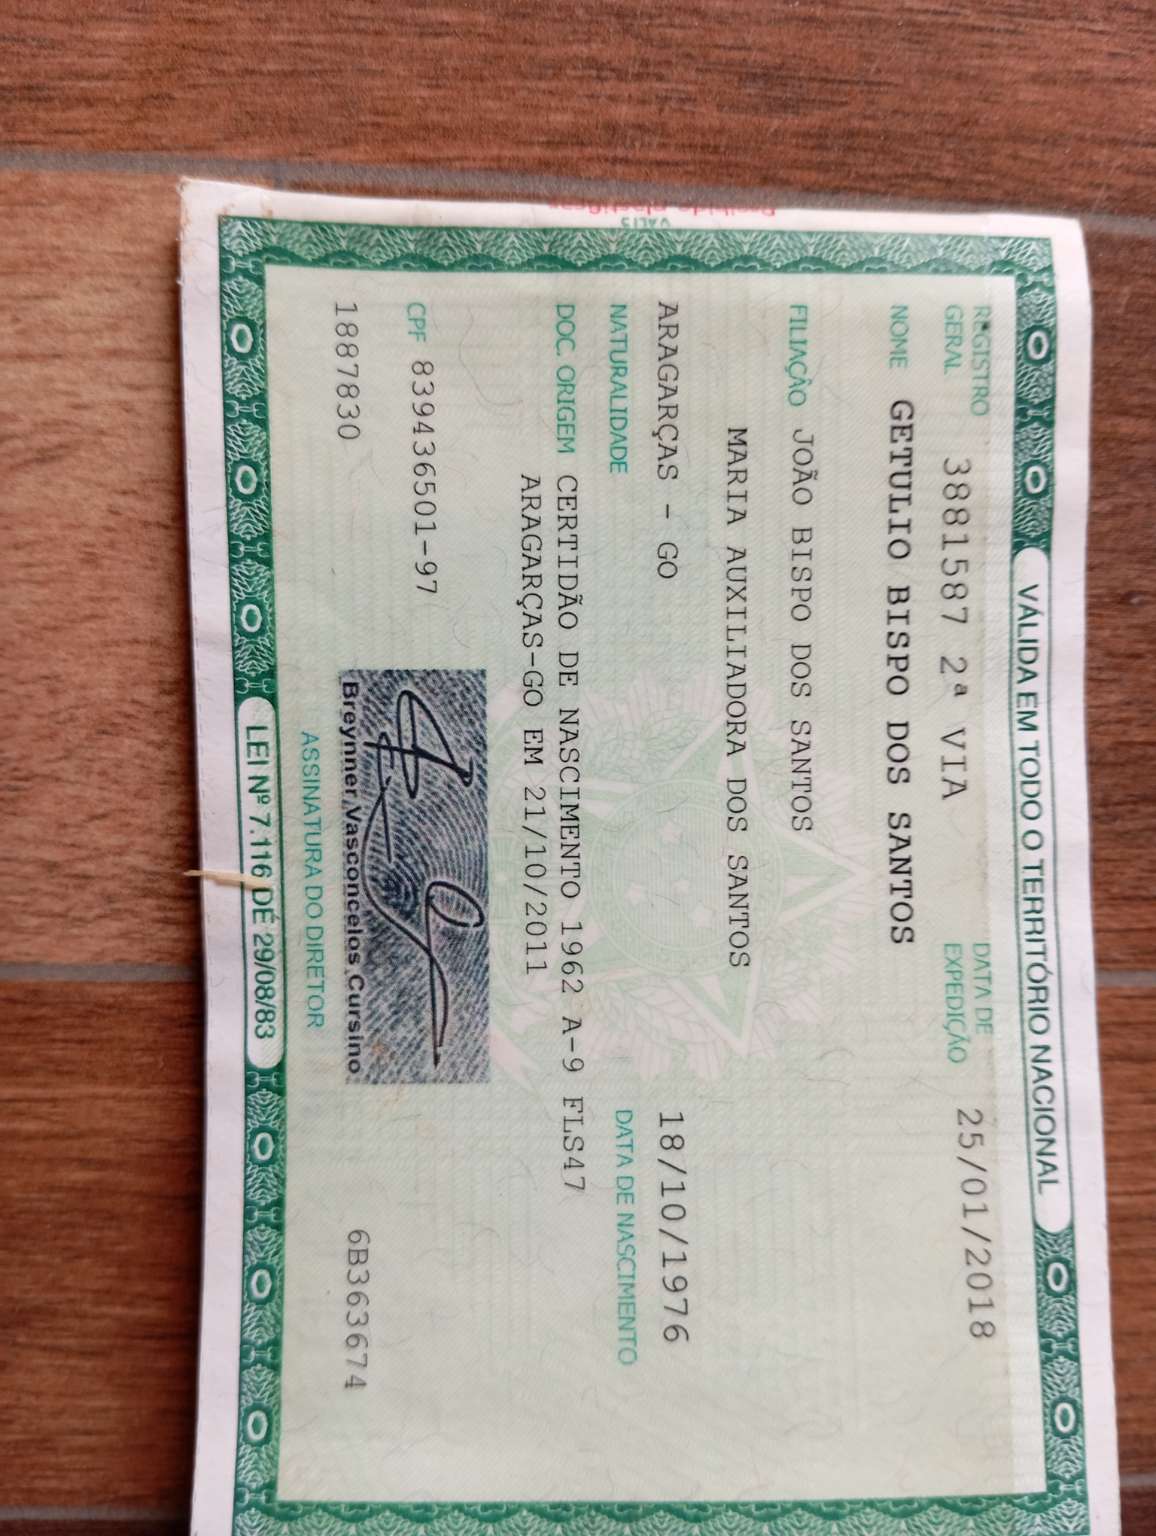 VÁLIDA EM TODO O TERRITÓRIO NACIONAL
REGISTRO GERAL 3881587 2ª VIA DATA DE EXPEDIÇÃO 25/01/2018
NOME GETULIO BISPO DOS SANTOS
FILIAÇÃO JOÃO BISPO DOS SANTOS
MARIA AUXILIADORA DOS SANTOS
ARAGARÇAS - GO 18/10/1976
NATURALIDADE DATA DE NASCIMENTO
DOC. ORIGEM CERTIDÃO DE NASCIMENTO 1962 A-9 FLS47
ARAGARÇAS-GO EM 21/10/2011
CPF 839436501-97
1887830 6B363674
Breynner Vasconcelos Cursino
ASSINATURA DO DIRETOR
LEI Nº 7.116 DE 29/08/83